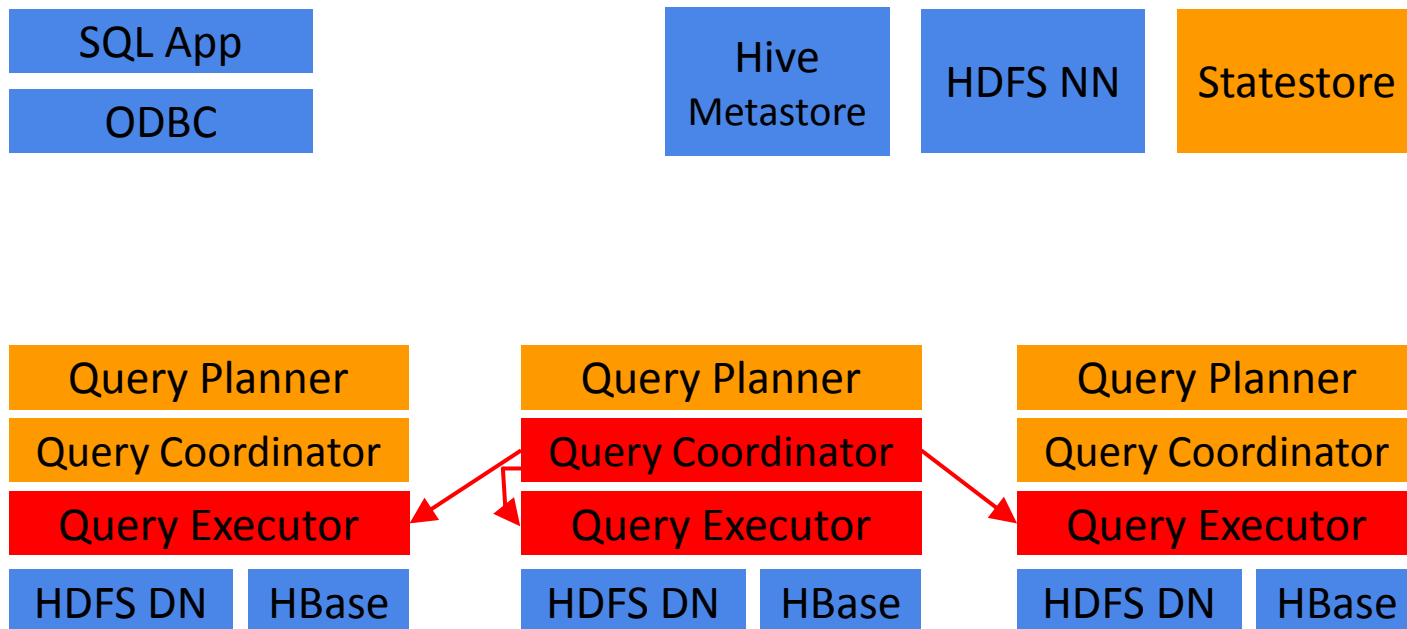 SQL App
ODBC
Hive
Metastore
HDFS NN
Statestore
Query Planner
Query Coordinator
Query Executor
HDFS DN
HBase
Query Planner
Query Coordinator
Query Executor
HDFS DN
HBase
Query Planner
Query Coordinator
Query Executor
HDFS DN
HBase